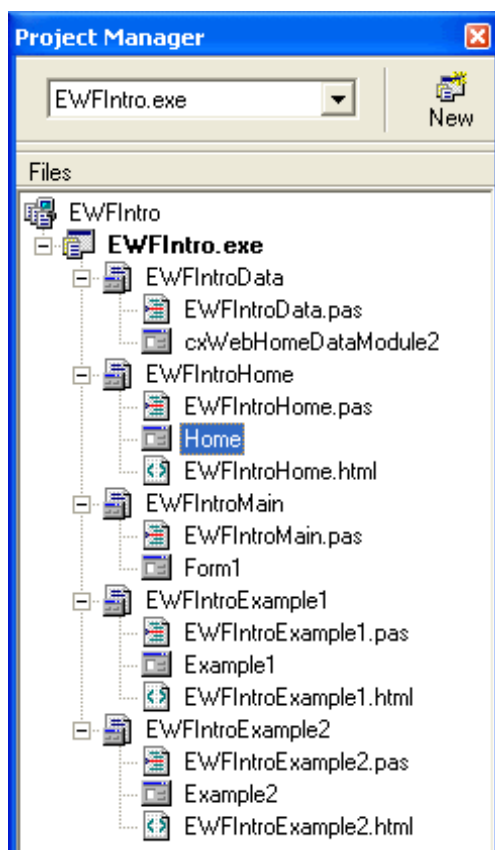 Project Manager
EWFIntro.exe
New
Files
EWFIntro
EWFIntro.exe
EWFIntroData
EWFIntroData.pas
cxWebHomeDataModule2
EWFIntroHome
EWFIntroHome.pas
Home
EWFIntroHome.html
EWFIntroMain
EWFIntroMain.pas
Form1
EWFIntroExample1
EWFIntroExample1.pas
Example1
EWFIntroExample1.html
EWFIntroExample2
EWFIntroExample2.pas
Example2
EWFIntroExample2.html